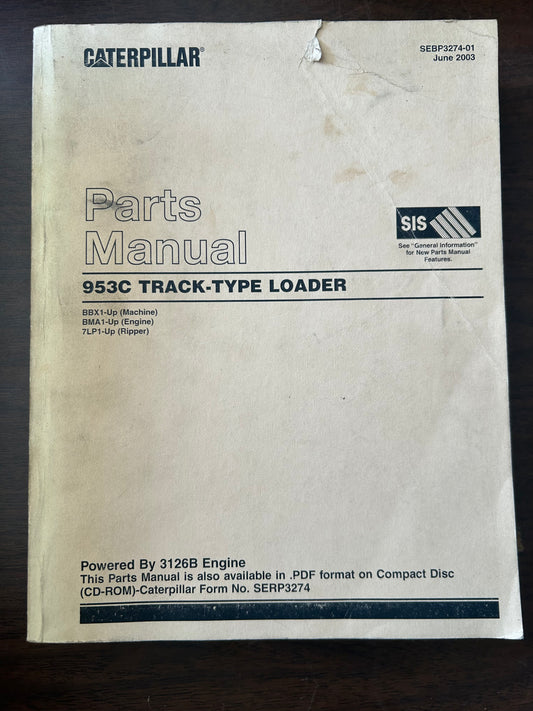 CATERPILLAR®
SEBP3274-01
June 2003
Parts
Manual
SIS
See "General Information"
for New Parts Manual
Features.
953C TRACK-TYPE LOADER
BBX1-Up (Machine)
BMA1-Up (Engine)
7LP1-Up (Ripper)
Powered By 3126B Engine
This Parts Manual is also available in .PDF format on Compact Disc
(CD-ROM)-Caterpillar Form No. SERP3274